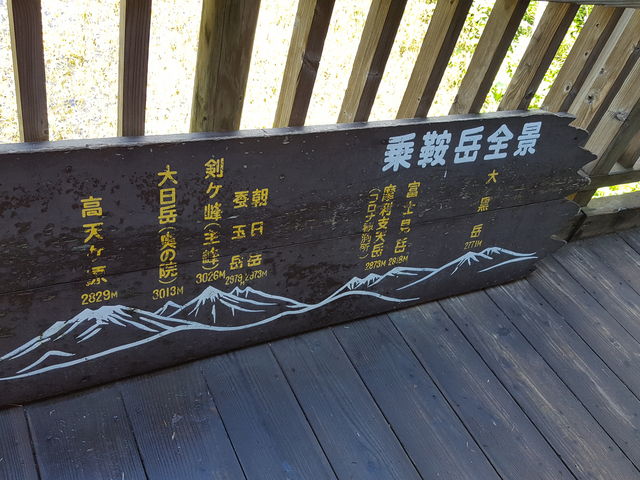 乗鞍岳全景
高天ヶ原
2829M
大日岳(奥の院)
3013M
剣ヶ峰(主峰)
3026M
蚕玉岳
2979
朝日岳
2973M
摩利支天岳
(コロナ観測所)
2873M
富士見岳
2818M
大黒岳
2771M